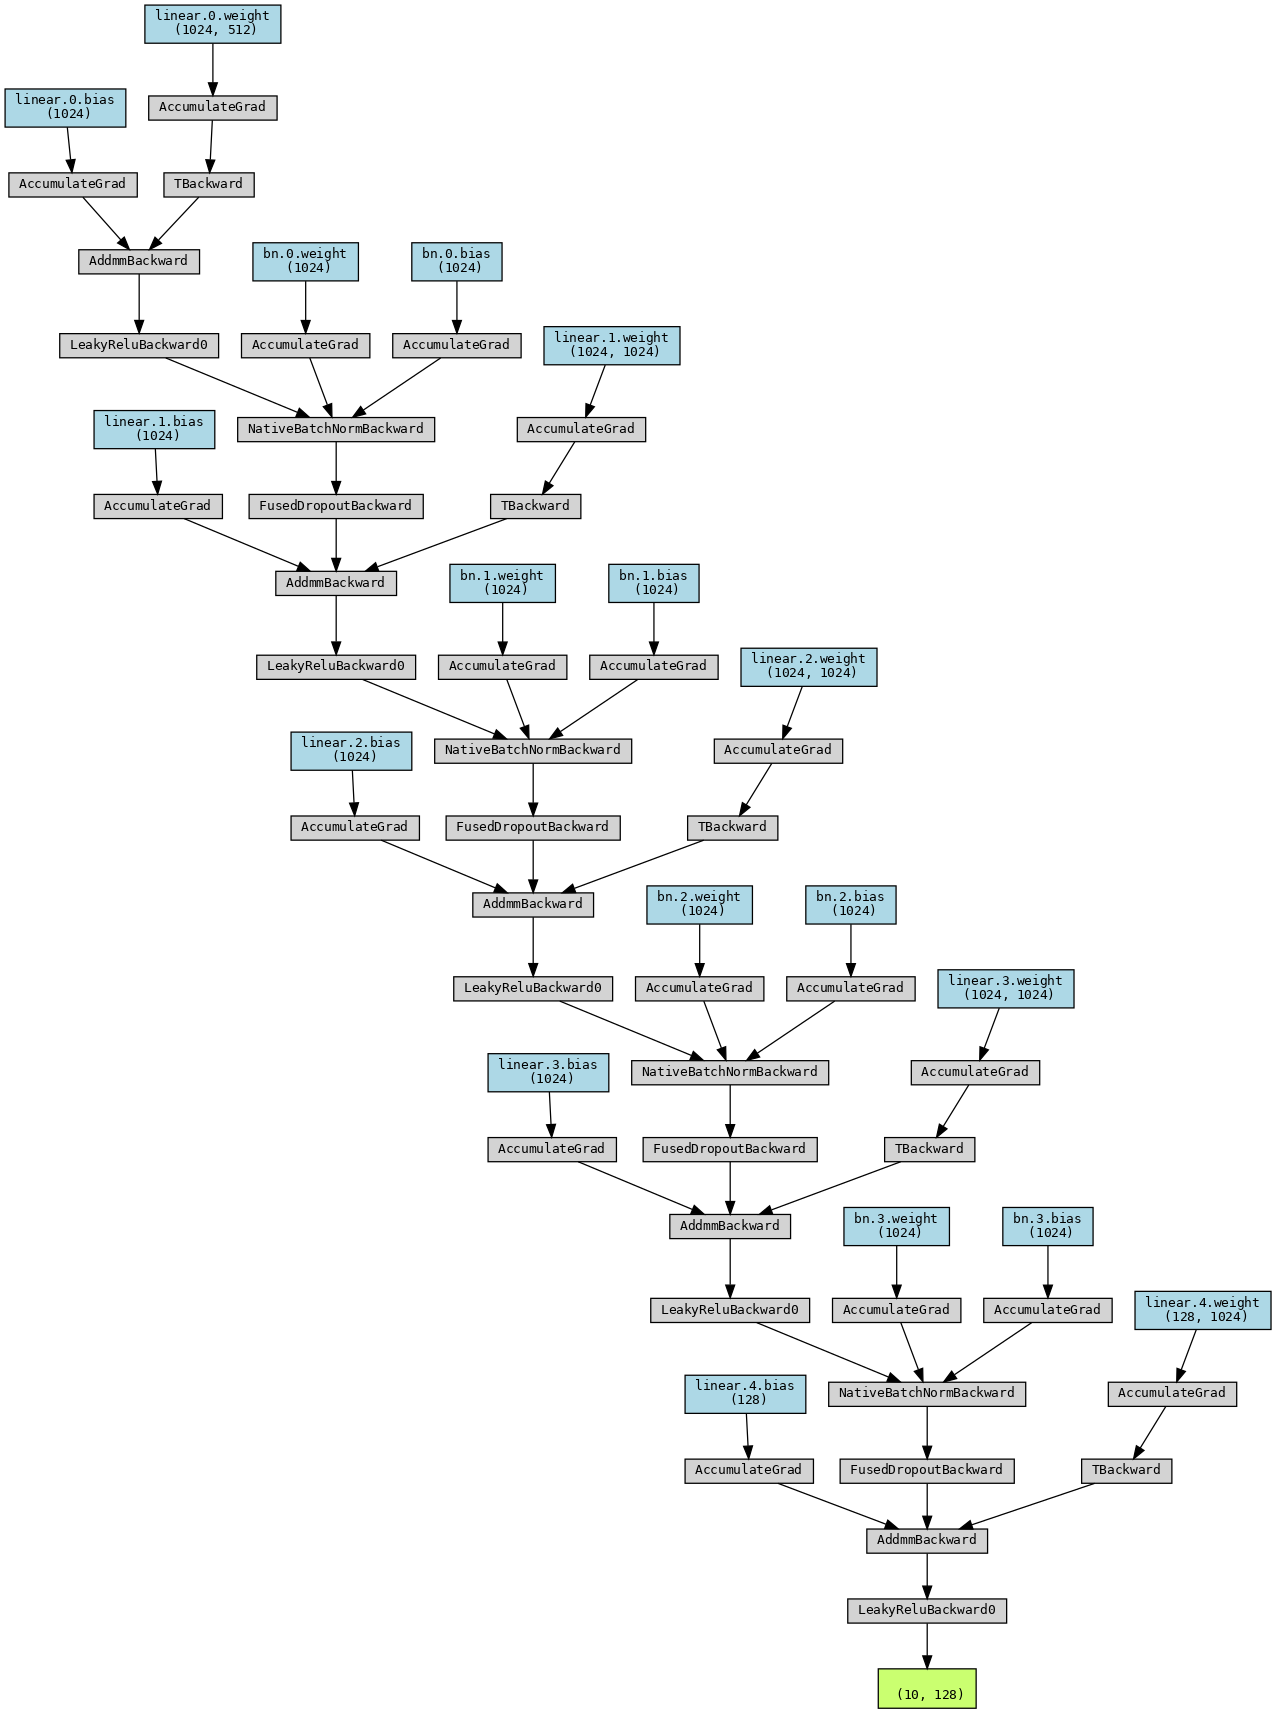 linear.0.weight
(1024, 512)
linear.0.bias
(1024)
AccumulateGrad
AccumulateGrad
TBackward
AddmmBackward
bn.0.weight
(1024)
bn.0.bias
(1024)
LeakyReluBackward0
AccumulateGrad
AccumulateGrad
linear.1.weight
(1024, 1024)
linear.1.bias
(1024)
NativeBatchNormBackward
AccumulateGrad
AccumulateGrad
FusedDropoutBackward
TBackward
AddmmBackward
bn.1.weight
(1024)
bn.1.bias
(1024)
LeakyReluBackward0
AccumulateGrad
AccumulateGrad
linear.2.weight
(1024, 1024)
linear.2.bias
(1024)
NativeBatchNormBackward
AccumulateGrad
AccumulateGrad
FusedDropoutBackward
TBackward
AddmmBackward
bn.2.weight
(1024)
bn.2.bias
(1024)
LeakyReluBackward0
AccumulateGrad
AccumulateGrad
linear.3.weight
(1024, 1024)
linear.3.bias
(1024)
NativeBatchNormBackward
AccumulateGrad
AccumulateGrad
FusedDropoutBackward
TBackward
AddmmBackward
bn.3.weight
(1024)
bn.3.bias
(1024)
LeakyReluBackward0
AccumulateGrad
AccumulateGrad
linear.4.weight
(128, 1024)
linear.4.bias
(128)
NativeBatchNormBackward
AccumulateGrad
AccumulateGrad
FusedDropoutBackward
TBackward
AddmmBackward
LeakyReluBackward0
(10, 128)